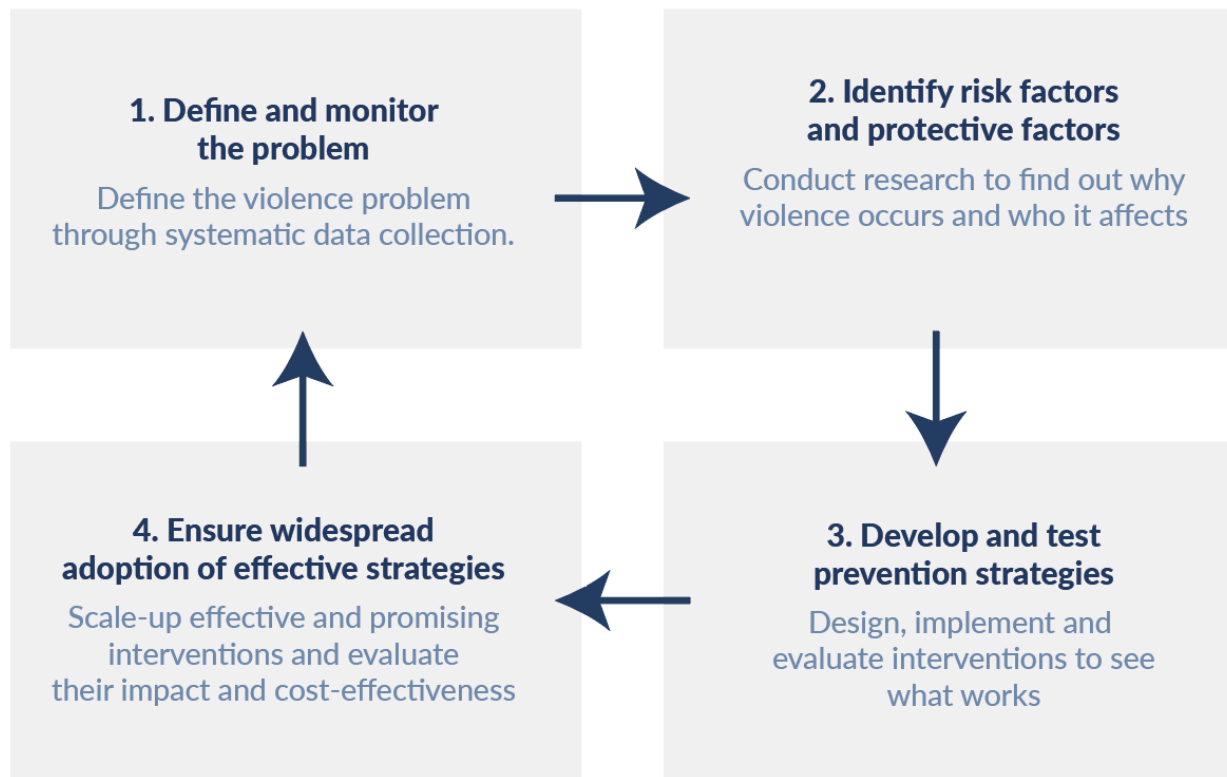 1. Define and monitor
the problem
Define the violence problem
through systematic data collection.
2. Identify risk factors
and protective factors
Conduct research to find out why
violence occurs and who it affects
3. Develop and test
prevention strategies
Design, implement and
evaluate interventions to see
what works
4. Ensure widespread
adoption of effective strategies
Scale-up effective and promising
interventions and evaluate
their impact and cost-effectiveness